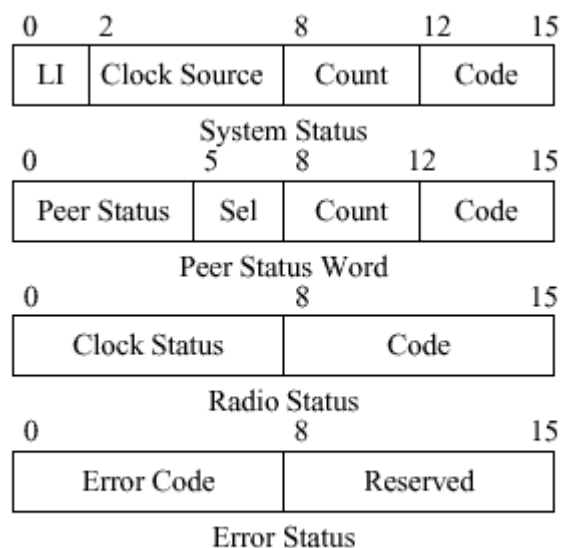 0 2 8 12 15
LI Clock Source Count Code
System Status
0 5 8 12 15
Peer Status Sel Count Code
Peer Status Word
0 8 15
Clock Status Code
Radio Status
0 8 15
Error Code Reserved
Error Status